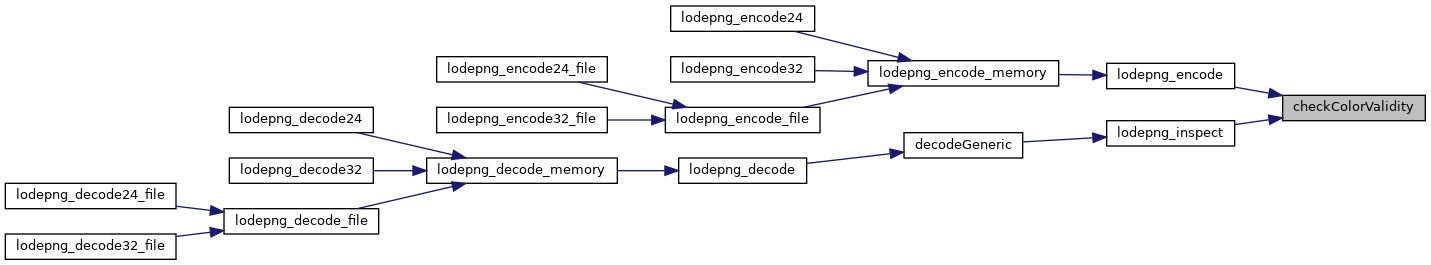 lodepng_encode24
lodepng_encode24_file
lodepng_encode32
lodepng_encode_memory
lodepng_encode
checkColorValidity
lodepng_decode24
lodepng_encode32_file
lodepng_encode_file
lodepng_inspect
decodeGeneric
lodepng_decode32
lodepng_decode_memory
lodepng_decode
lodepng_decode24_file
lodepng_decode_file
lodepng_decode32_file